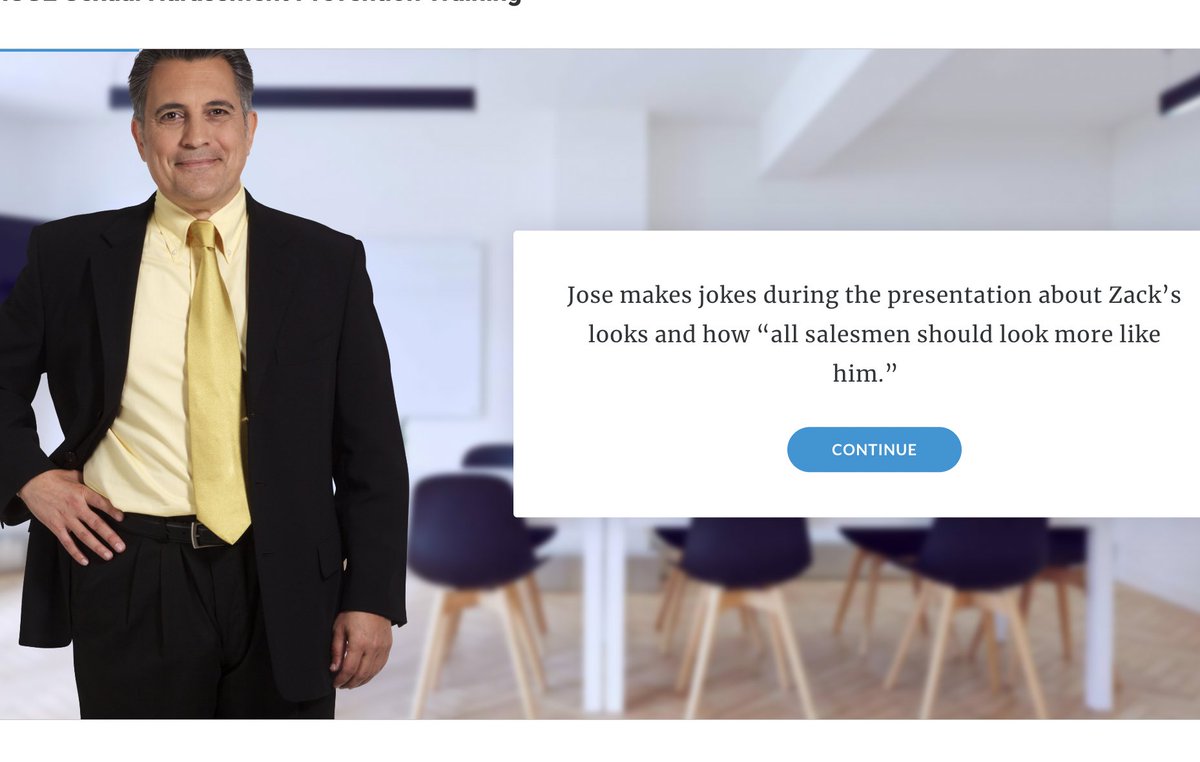 Sexual Harassment Prevention Training
Jose makes jokes during the presentation about Zack’s
looks and how “all salesmen should look more like
him.”
CONTINUE